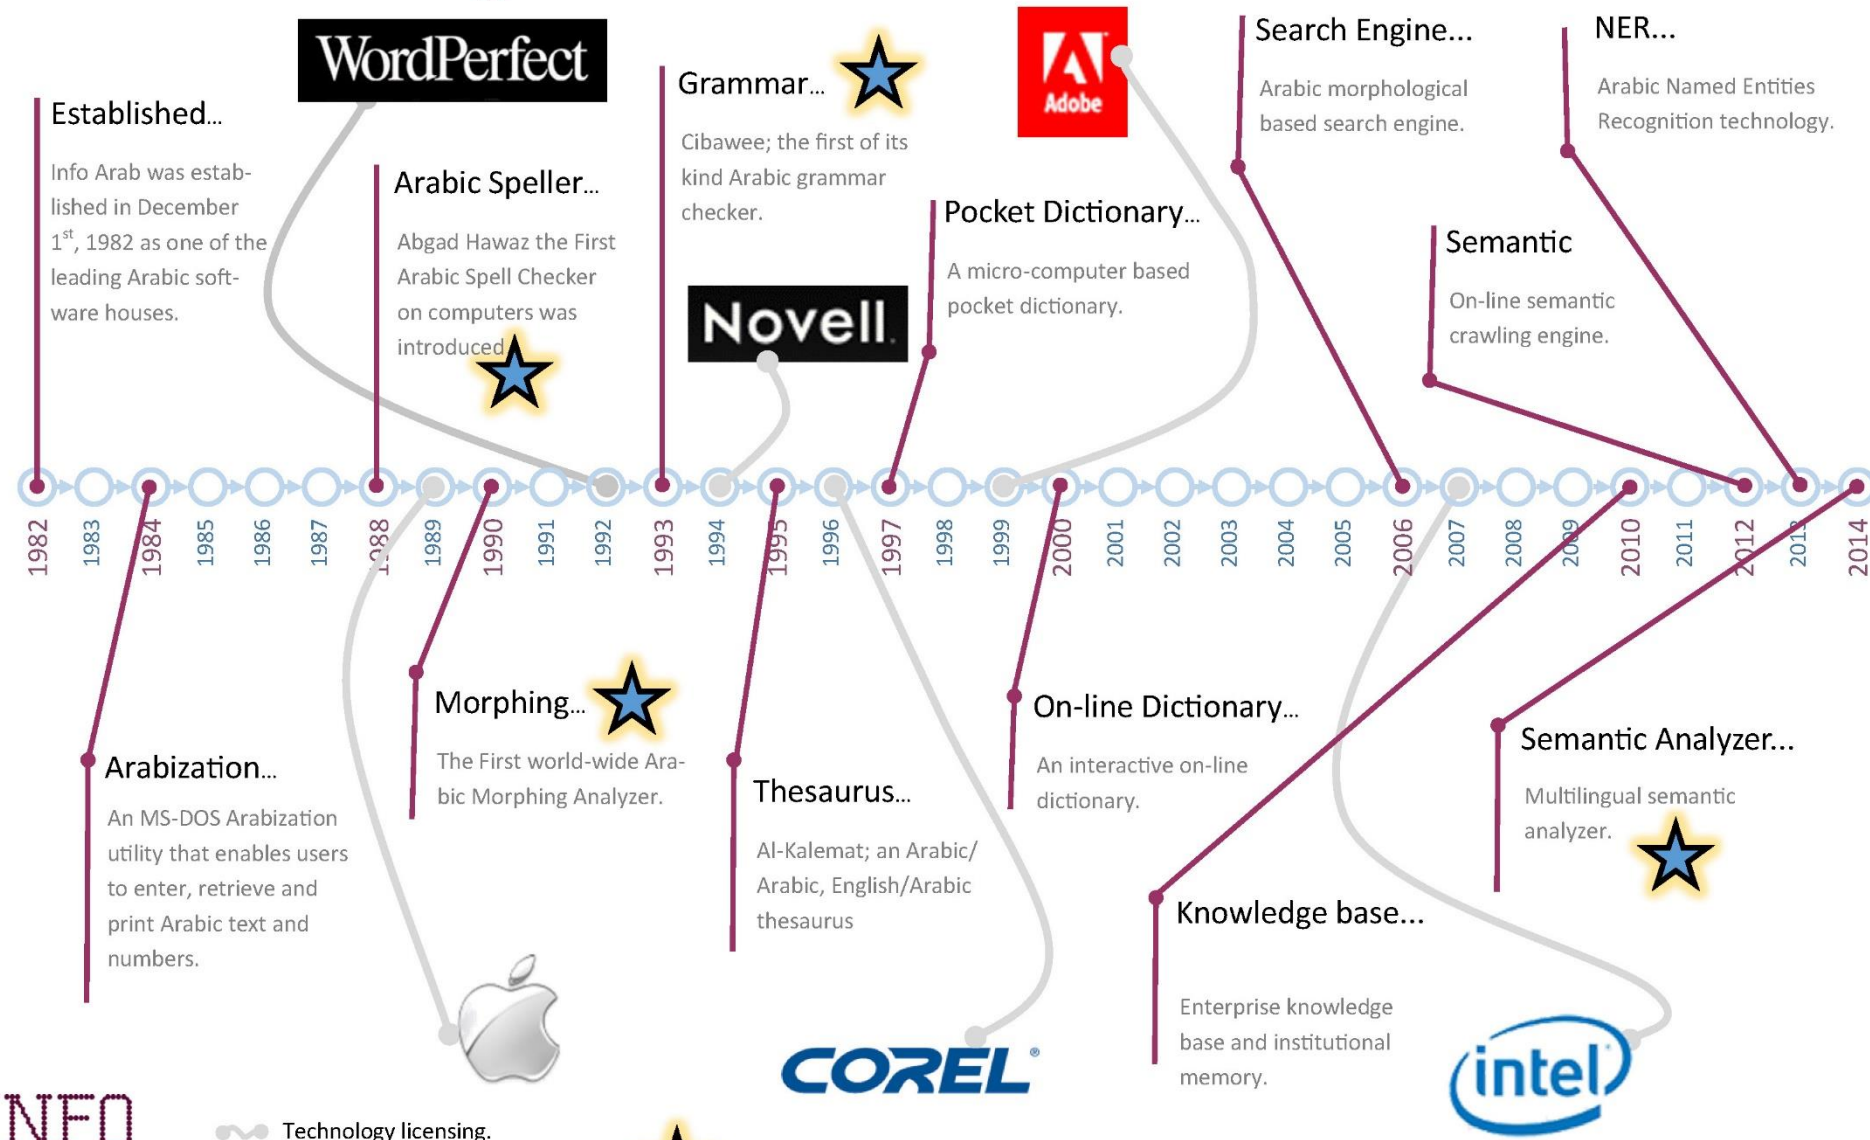 WordPerfect
Established...
Info Arab was estab-
lished in December
1st, 1982 as one of the
leading Arabic soft-
ware houses.
Arabic Speller...
Abgad Hawaz the First
Arabic Spell Checker
on computers was
introduced
Grammar...
Cibawee; the first of its
kind Arabic grammar
checker.
Novell.
Pocket Dictionary...
A micro-computer based
pocket dictionary.
Adobe
Search Engine...
Arabic morphological
based search engine.
Semantic
On-line semantic
crawling engine.
NER...
Arabic Named Entities
Recognition technology.
1982 1983 1984 1985 1986 1987 1988 1989 1990 1991 1992 1993 1994 1995 1996 1997 1998 1999 2000 2001 2002 2003 2004 2005 2006 2007 2008 2009 2010 2011 2012 2013 2014
Arabization...
An MS-DOS Arabization
utility that enables users
to enter, retrieve and
print Arabic text and
numbers.
Morphing...
The First world-wide Ara-
bic Morphing Analyzer.
Thesaurus...
Al-Kalemat; an Arabic/
Arabic, English/Arabic
thesaurus
On-line Dictionary...
An interactive on-line
dictionary.
Semantic Analyzer...
Multilingual semantic
analyzer.
Knowledge base...
Enterprise knowledge
base and institutional
memory.
COREL®
intel
NFO
Technology licensing.